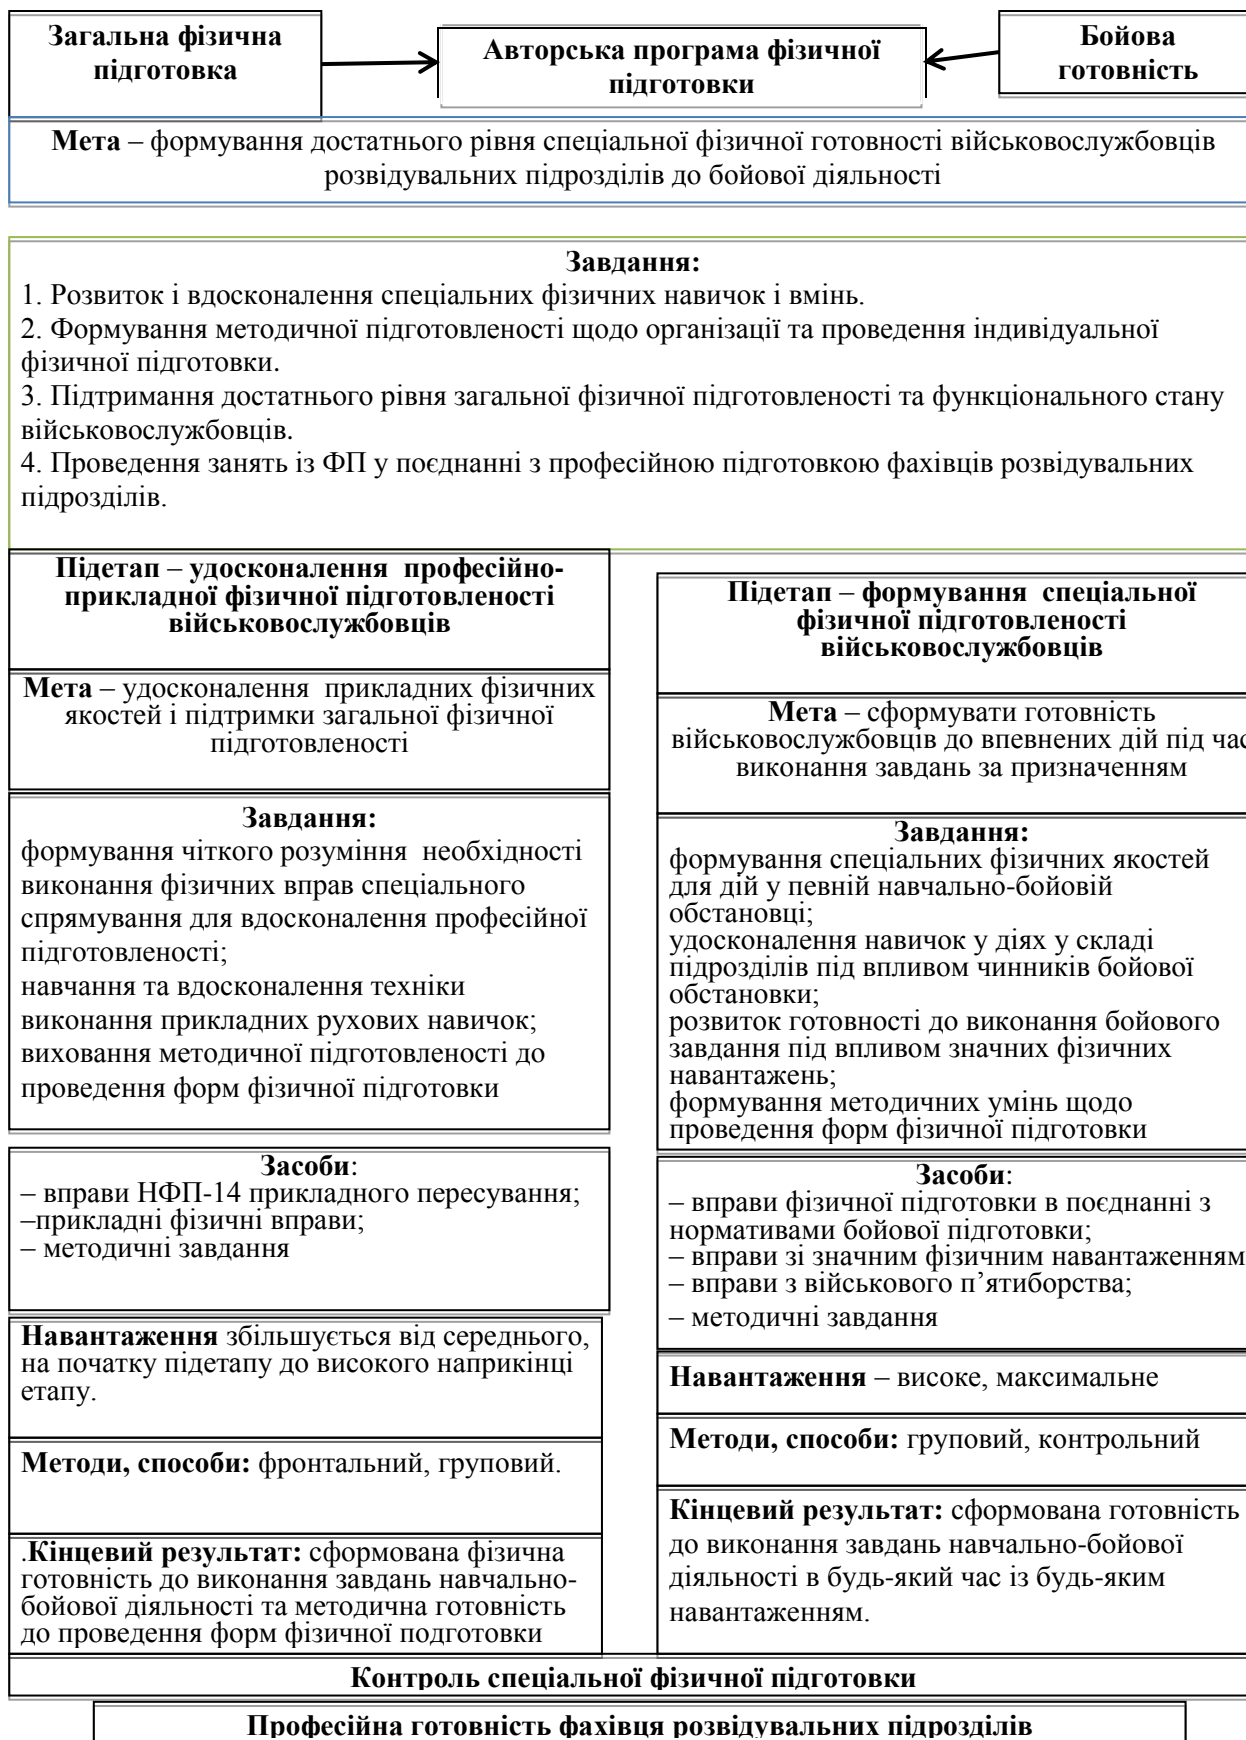 Загальна фізична
підготовка
Авторська програма фізичної
підготовки
Бойова
готовність
Мета – формування достатнього рівня спеціальної фізичної готовності військовослужбовців
розвідувальних підрозділів до бойової діяльності
Завдання:
1. Розвиток і вдосконалення спеціальних фізичних навичок і вмінь.
2. Формування методичної підготовленості щодо організації та проведення індивідуальної
фізичної підготовки.
3. Підтримання достатнього рівня загальної фізичної підготовленості та функціонального стану
військовослужбовців.
4. Проведення занять із ФП у поєднанні з професійною підготовкою фахівців розвідувальних
підрозділів.
Підетап – удосконалення професійно-
прикладної фізичної підготовленості
військовослужбовців
Мета – удосконалення прикладних фізичних
якостей і підтримки загальної фізичної
підготовленості
Завдання:
формування чіткого розуміння необхідності
виконання фізичних вправ спеціального
спрямування для вдосконалення професійної
підготовленості;
навчання та вдосконалення техніки
виконання прикладних рухових навичок;
виховання методичної підготовленості до
проведення форм фізичної підготовки
Засоби:
– вправи НФП-14 прикладного пересування;
–прикладні фізичні вправи;
– методичні завдання
Навантаження збільшується від середнього,
на початку підетапу до високого наприкінці
етапу.
Методи, способи: фронтальний, груповий.
.Кінцевий результат: сформована фізична
готовність до виконання завдань навчально-
бойової діяльності та методична готовність
до проведення форм фізичної подготовки
Підетап – формування спеціальної
фізичної підготовленості
військовослужбовців
Мета – сформувати готовність
військовослужбовців до впевнених дій під час
виконання завдань за призначенням
Завдання:
формування спеціальних фізичних якостей
для дій у певній навчально-бойовій
обстановці;
удосконалення навичок у діях у складі
підрозділів під впливом чинників бойової
обстановки;
розвиток готовності до виконання бойового
завдання під впливом значних фізичних
навантажень;
формування методичних умінь щодо
проведення форм фізичної підготовки
Засоби:
– вправи фізичної підготовки в поєднанні з
нормативами бойової підготовки;
– вправи зі значним фізичним навантаженням
– вправи з військового п’ятиборства;
– методичні завдання
Навантаження – високе, максимальне
Методи, способи: груповий, контрольний
Кінцевий результат: сформована готовність
до виконання завдань навчально-бойової
діяльності в будь-який час із будь-яким
навантаженням.
Контроль спеціальної фізичної підготовки
Професійна готовність фахівця розвідувальних підрозділів